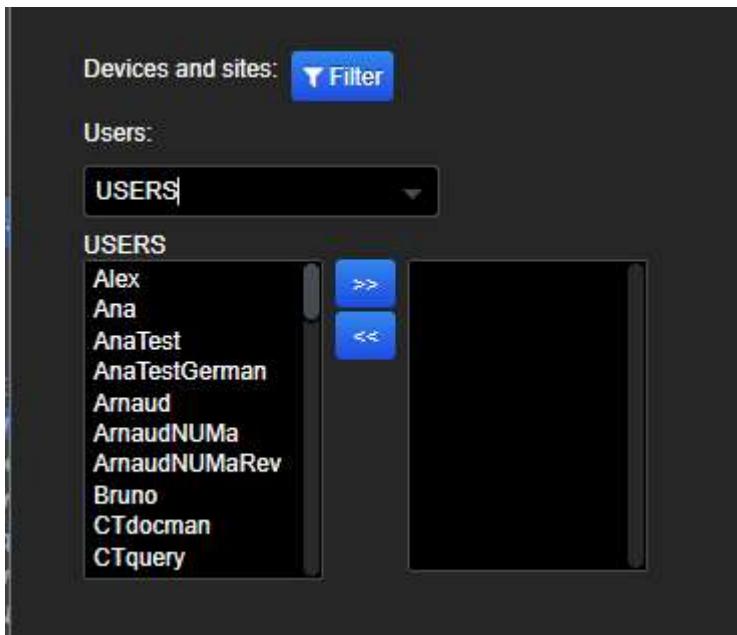 Devices and sites: Filter
Users:
USERS
USERS
Alex
Ana
AnaTest
AnaTestGerman
Arnaud
ArnaudNUMa
ArnaudNUMaRev
Bruno
CTdocman
CTquery
>>
<<